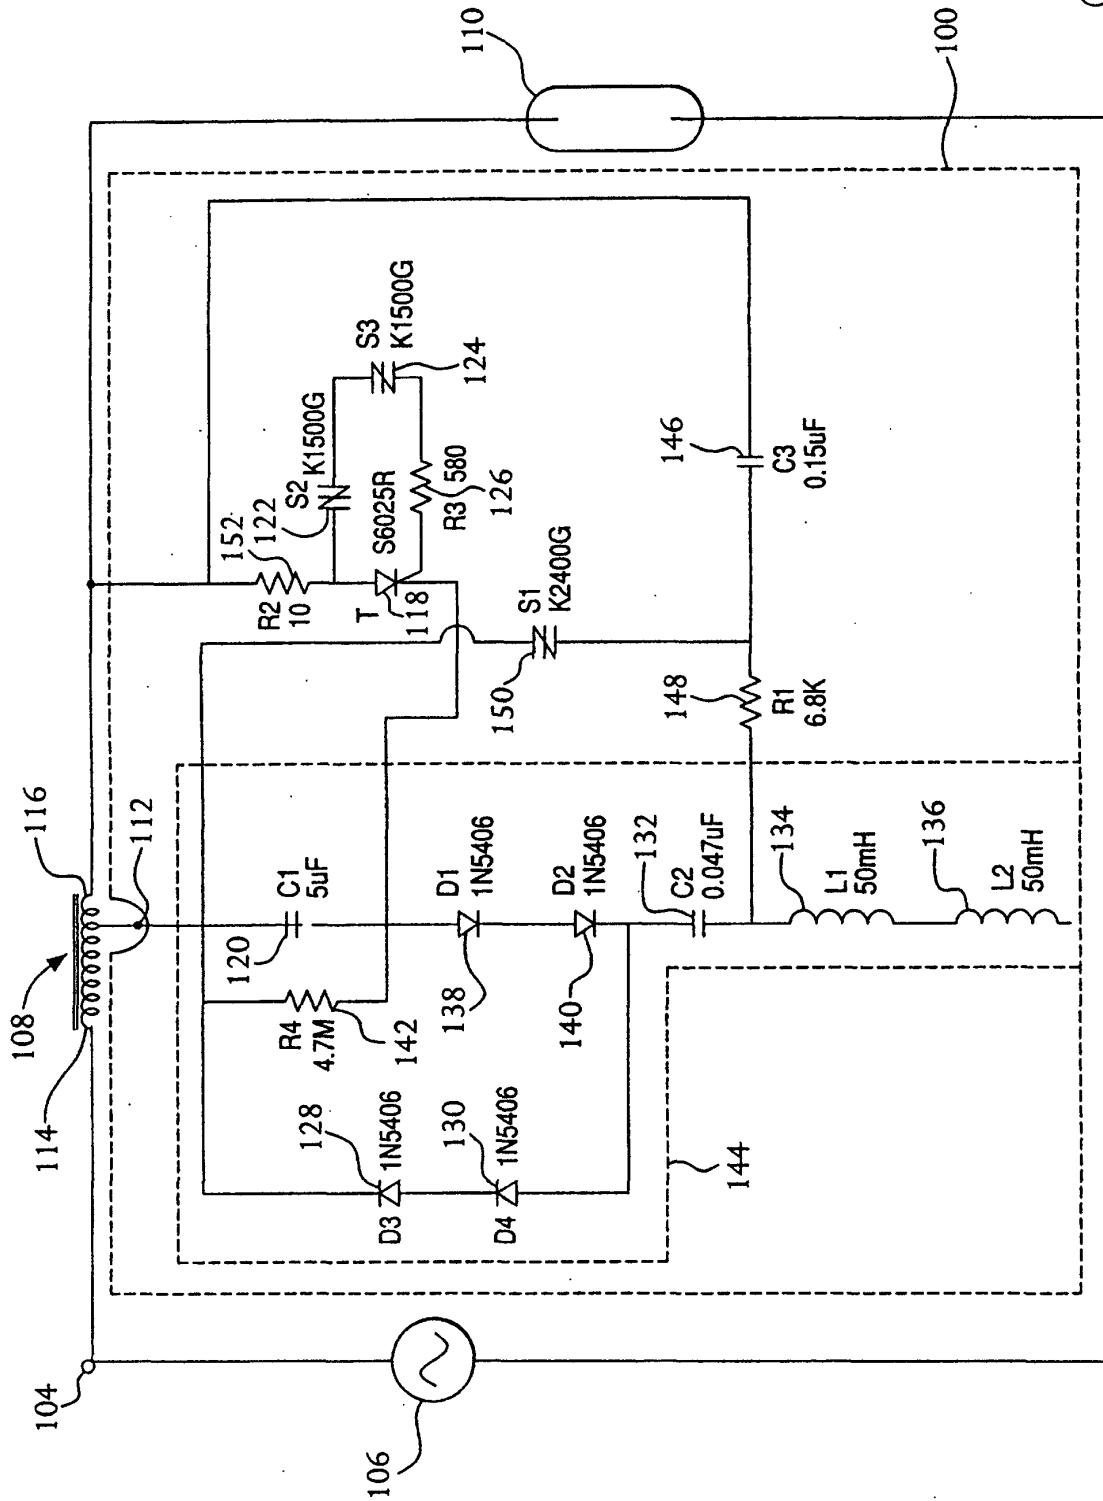 110
100
116
112
108
114
104
106
152
122
S2
K1500G
S3
K1500G
124
R2
10
T
118
S6025R
R3
580
126
S1
K2400G
150
146
C3
0.15uF
148
R1
6.8K
C1
5uF
120
R4
4.7M
142
D1
1N5406
138
D2
1N5406
140
132
C2
0.047uF
134
L1
50mH
136
L2
50mH
128
D3
1N5406
130
D4
1N5406
144